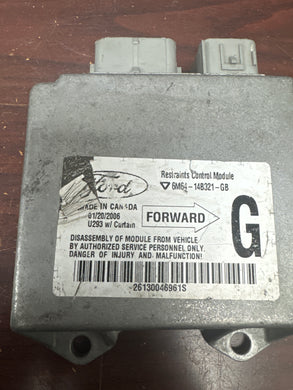 Ford
Restraints Control Module
6M64-14B321-GB
MADE IN CANADA
01/20/2006
U293 w/ Curtain
FORWARD
G
DISASSEMBLY OF MODULE FROM VEHICLE
BY AUTHORIZED SERVICE PERSONNEL ONLY.
DANGER OF INJURY AND MALFUNCTION!
26130046961S